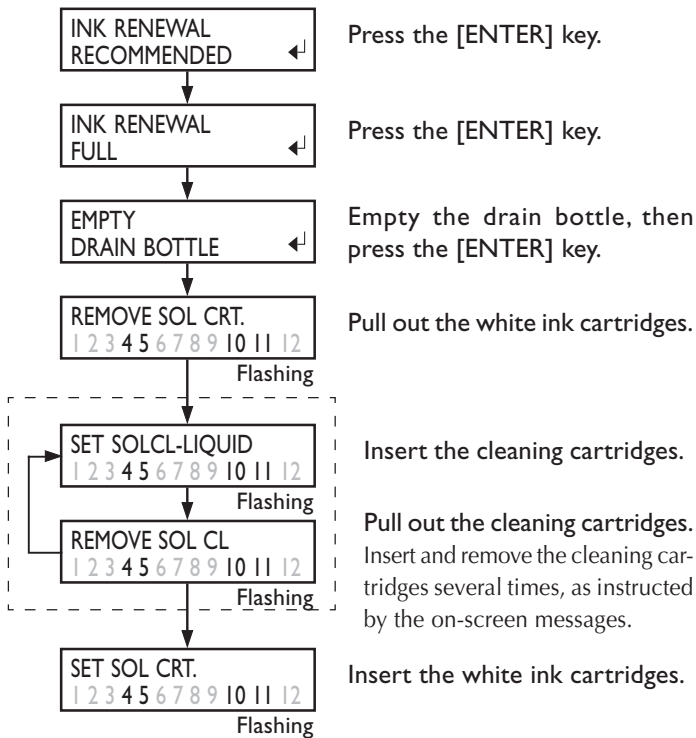 INK RENEWAL
RECOMMENDED
Press the [ENTER] key.
INK RENEWAL
FULL
Press the [ENTER] key.
EMPTY
DRAIN BOTTLE
Empty the drain bottle, then
press the [ENTER] key.
REMOVE SOL CRT.
1 2 3 4 5 6 7 8 9 10 11 12
Flashing
Pull out the white ink cartridges.
SET SOLCL-LIQUID
1 2 3 4 5 6 7 8 9 10 11 12
Flashing
Insert the cleaning cartridges.
REMOVE SOL CL
1 2 3 4 5 6 7 8 9 10 11 12
Flashing
Pull out the cleaning cartridges.
Insert and remove the cleaning car-
tridges several times, as instructed
by the on-screen messages.
SET SOL CRT.
1 2 3 4 5 6 7 8 9 10 11 12
Flashing
Insert the white ink cartridges.